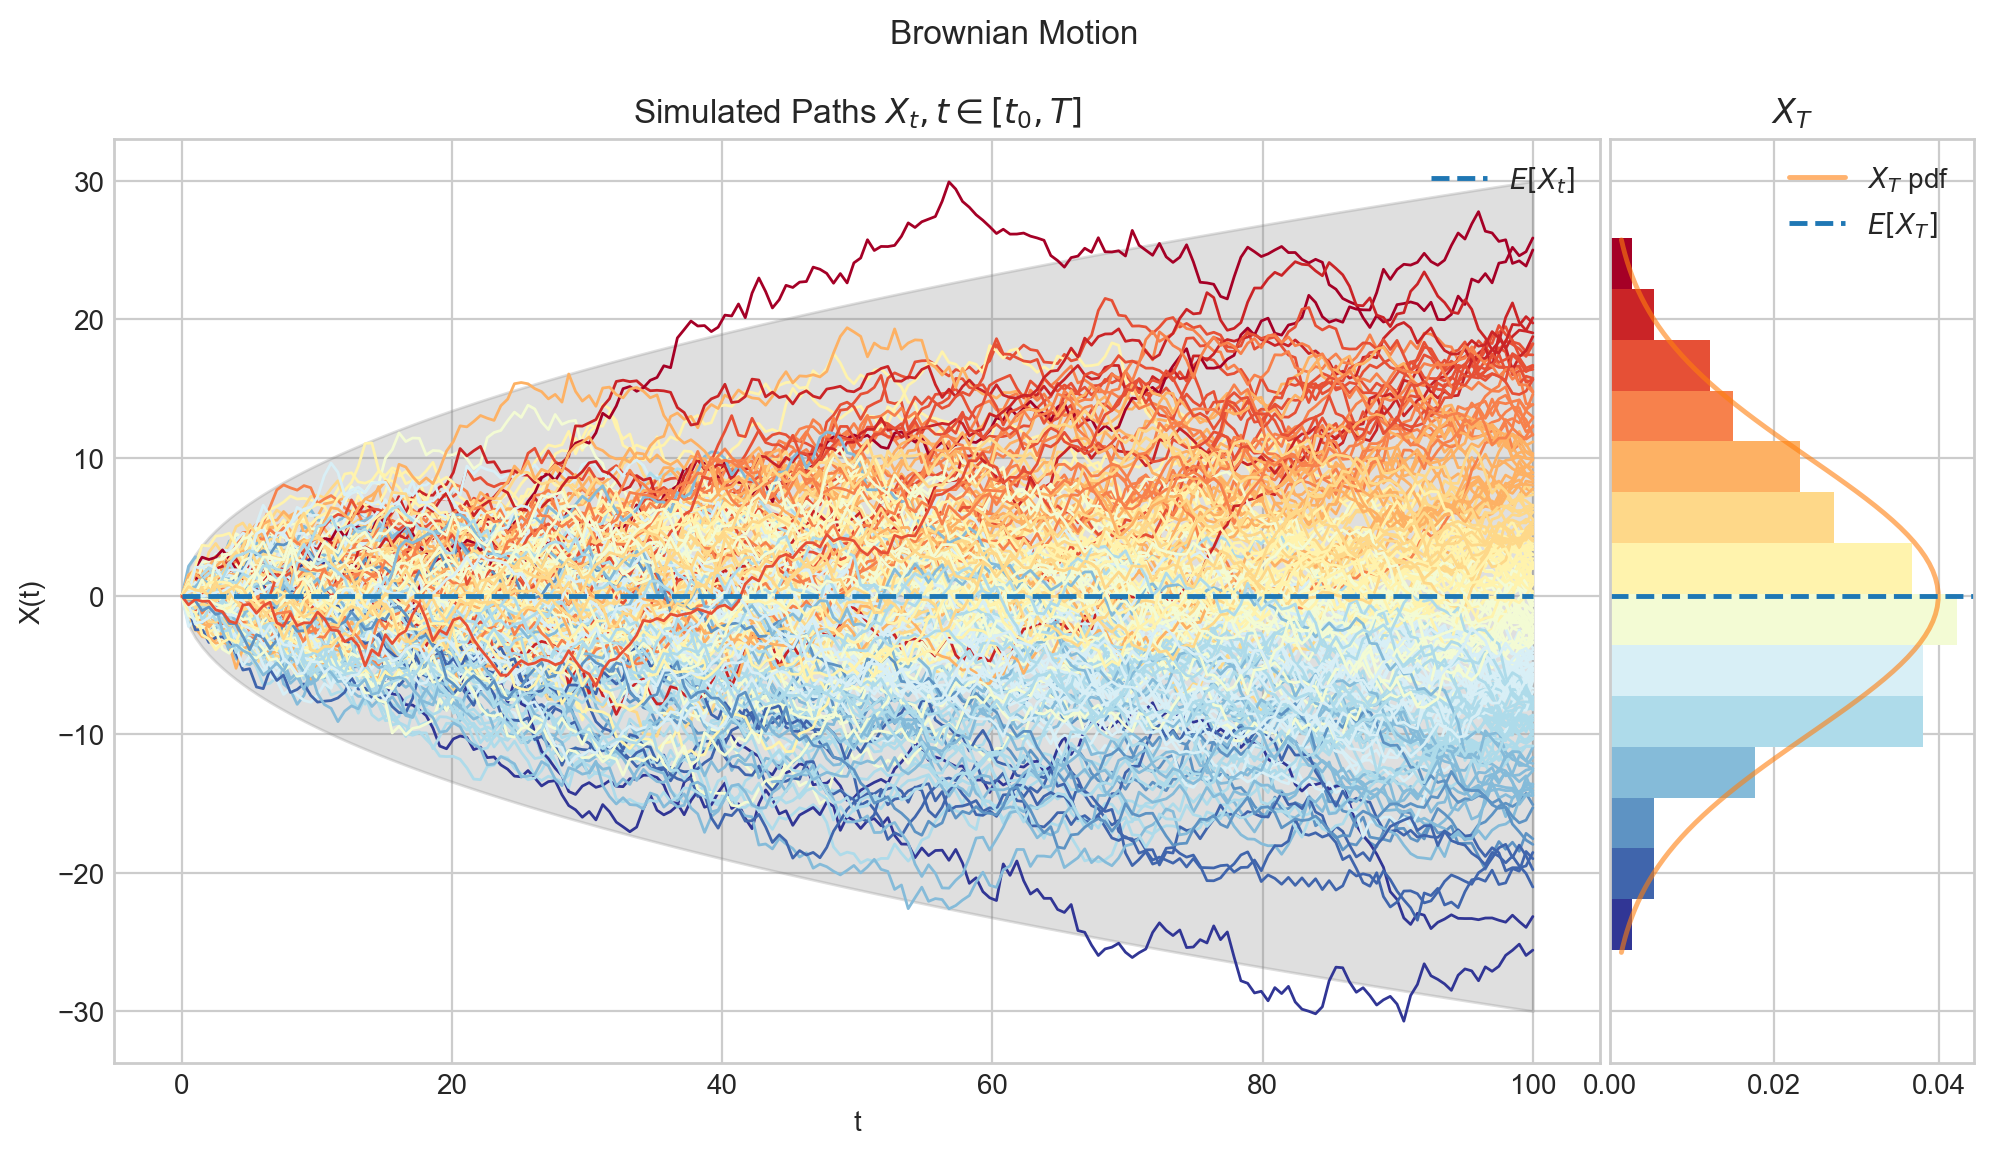 Brownian Motion
Simulated Paths $X_t, t \in [t_0, T]$
$X_T$
$E[X_t]$
$X_T$ pdf
$E[X_T]$
X(t)
30
20
10
0
−10
−20
−30
0
20
40
60
80
100
0.00
0.02
0.04
t